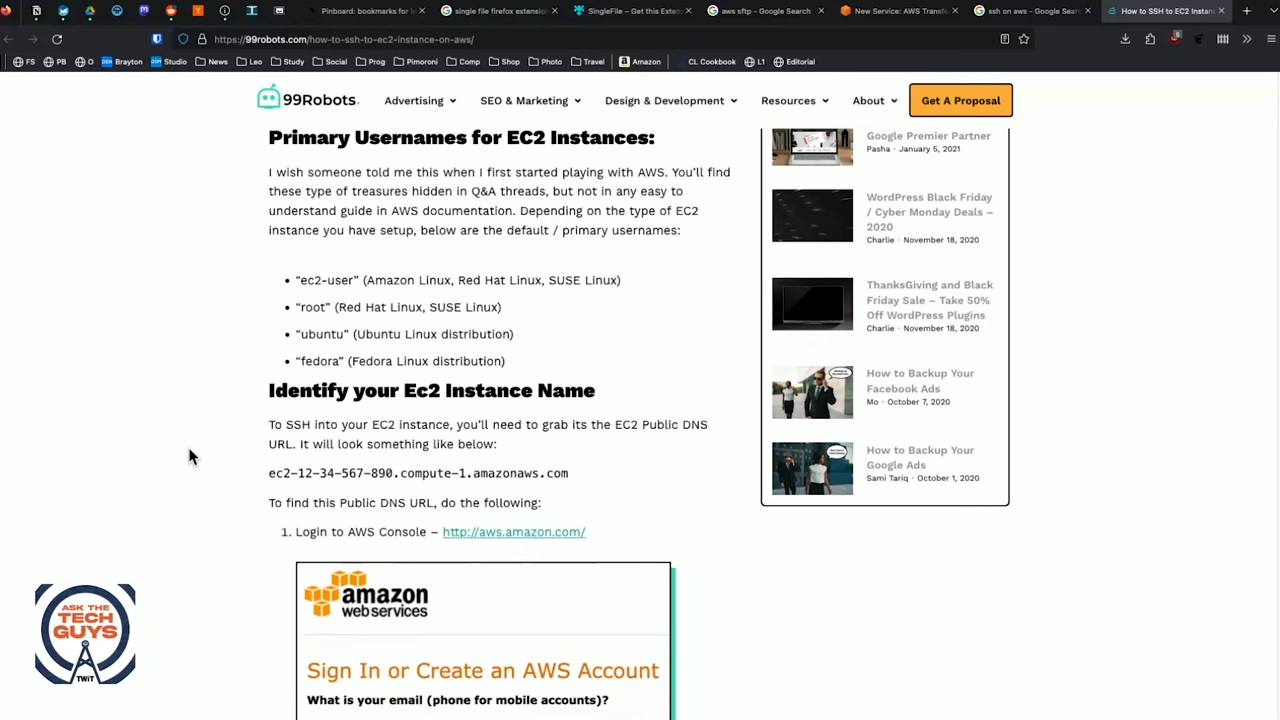 Pinboard: bookmarks for
single file firefox extension
SingleFile – Get this Exten
aws sftp – Google Search
New Service: AWS Transfe
ssh on aws – Google Searc
How to SSH to EC2 Instanc
https://99robots.com/how-to-ssh-to-ec2-instance-on-aws/
FS PB O Brayton Studio News Leo Study Social Prog Pimoroni Comp Shop Photo Travel Amazon CL Cookbook L1 Editorial
99Robots. Advertising SEO & Marketing Design & Development Resources About Get A Proposal
Primary Usernames for EC2 Instances:
I wish someone told me this when I first started playing with AWS. You’ll find
these type of treasures hidden in Q&A threads, but not in any easy to
understand guide in AWS documentation. Depending on the type of EC2
instance you have setup, below are the default / primary usernames:
• “ec2-user” (Amazon Linux, Red Hat Linux, SUSE Linux)
• “root” (Red Hat Linux, SUSE Linux)
• “ubuntu” (Ubuntu Linux distribution)
• “fedora” (Fedora Linux distribution)
Identify your Ec2 Instance Name
To SSH into your EC2 instance, you’ll need to grab its the EC2 Public DNS
URL. It will look something like below:
ec2-12-34-567-890.compute-1.amazonaws.com
To find this Public DNS URL, do the following:
1. Login to AWS Console – http://aws.amazon.com/
amazon
webservices
Sign In or Create an AWS Account
What is your email (phone for mobile accounts)?
Google Premier Partner
Pasha · January 5, 2021
WordPress Black Friday
/ Cyber Monday Deals –
2020
Charlie · November 18, 2020
ThanksGiving and Black
Friday Sale – Take 50%
Off WordPress Plugins
Charlie · November 18, 2020
How to Backup Your
Facebook Ads
Mo · October 7, 2020
How to Backup Your
Google Ads
Sami Tariq · October 1, 2020
ASK THE
TECH
GUYS
TWiT